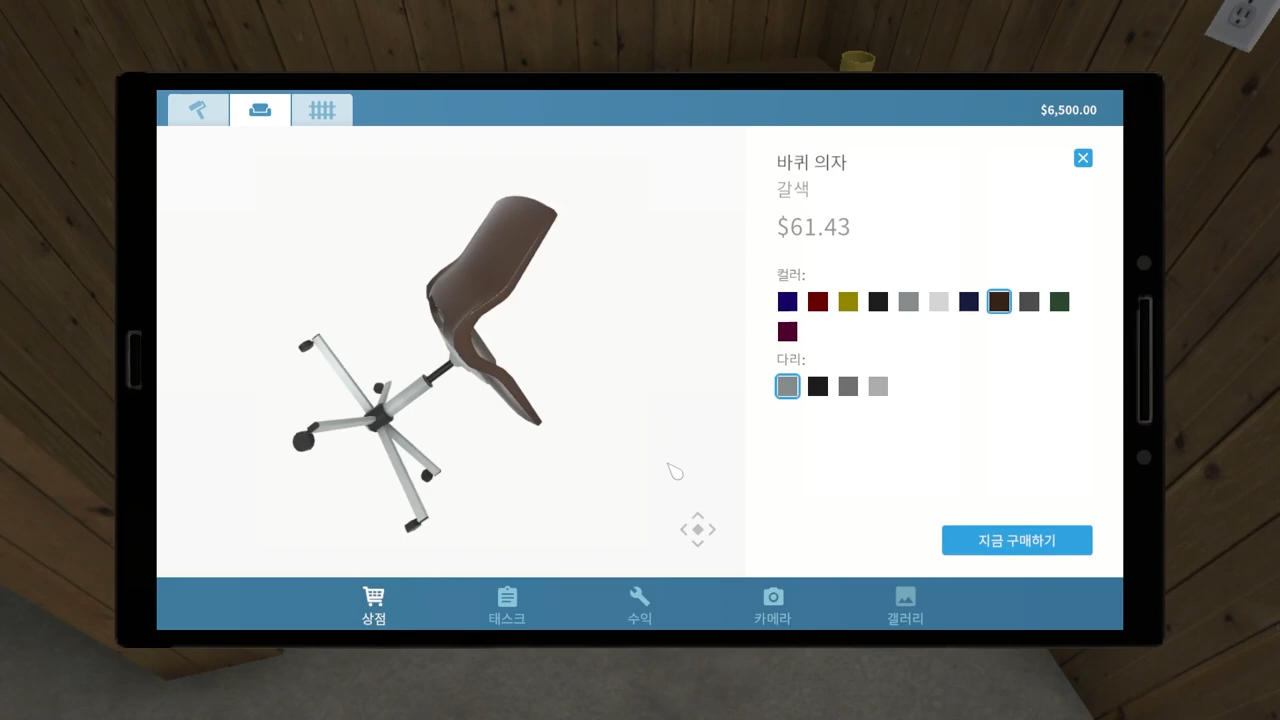 $6,500.00
바퀴 의자
갈색
$61.43
컬러:
다리:
지금 구매하기
상점
태스크
수익
카메라
갤러리